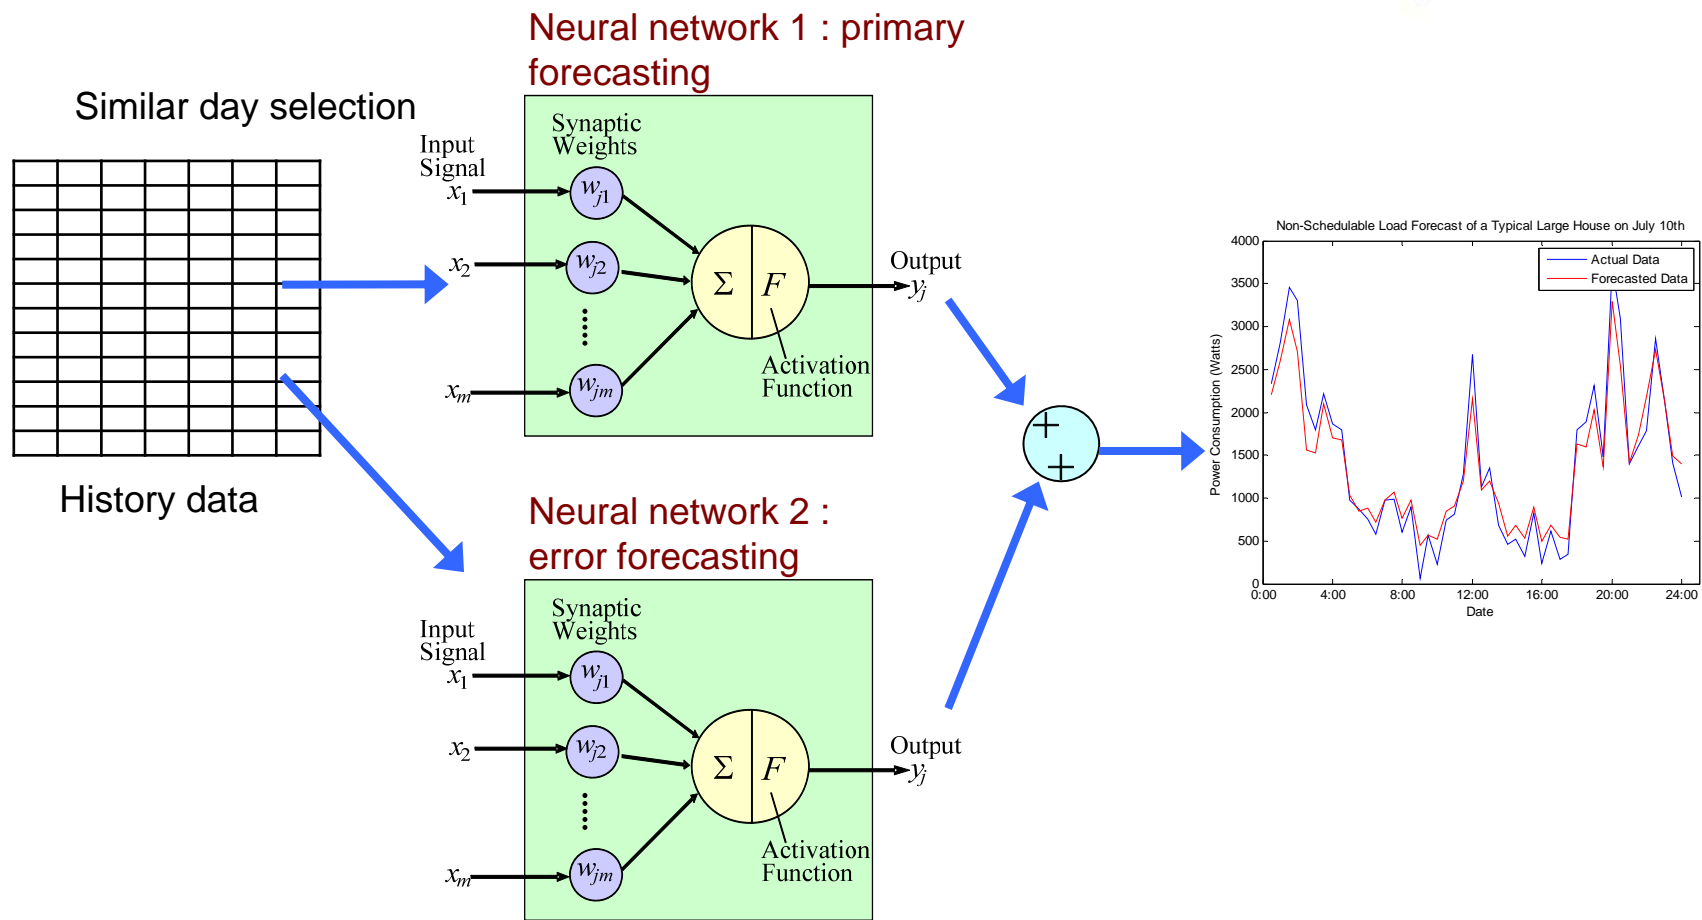 Similar day selection
History data
Neural network 1 : primary
forecasting
Input
Signal
Synaptic
Weights
x1
wj1
x2
wj2
xm
wjm
Σ F
Activation
Function
Output
yj
Neural network 2 :
error forecasting
Input
Signal
Synaptic
Weights
x1
wj1
x2
wj2
xm
wjm
Σ F
Activation
Function
Output
yj
+
+
Non-Schedulable Load Forecast of a Typical Large House on July 10th
Actual Data
Forecasted Data
Power Consumption (Watts)
4000
3500
3000
2500
2000
1500
1000
500
0
0:00 4:00 8:00 12:00 16:00 20:00 24:00
Date